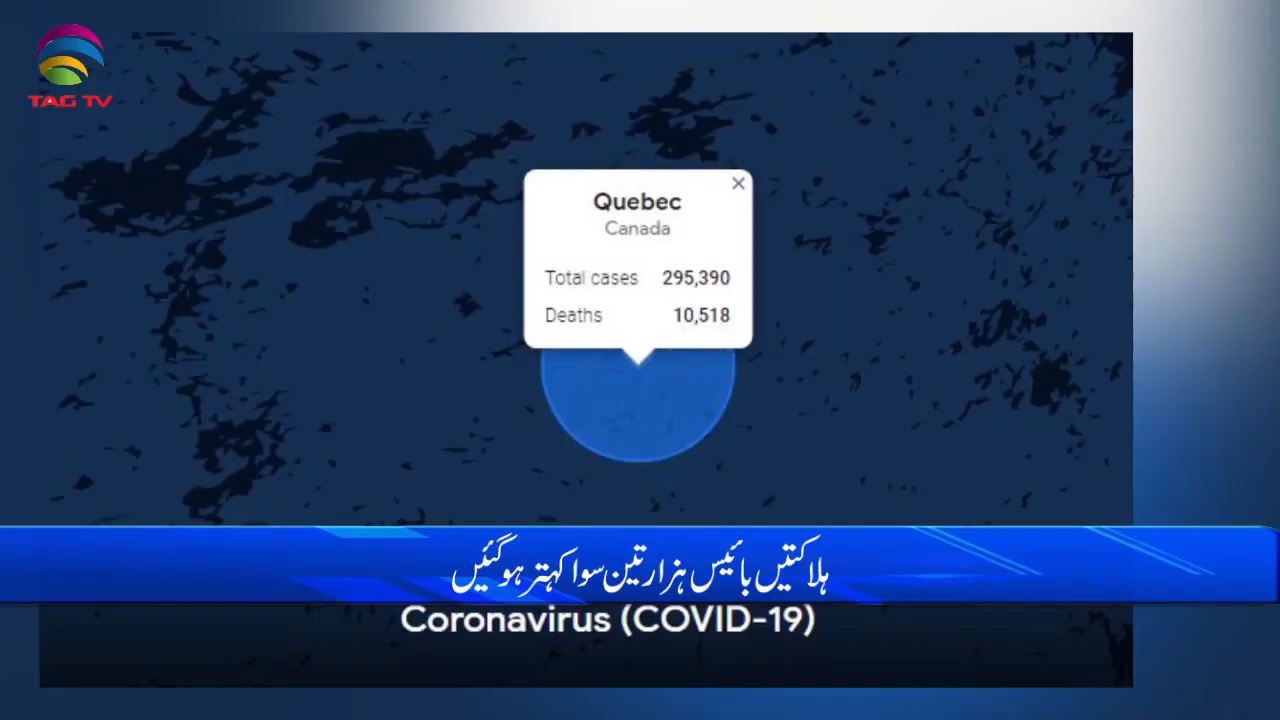 TAG TV
Quebec
Canada
Total cases 295,390
Deaths 10,518
ہلاکتیں بائیس ہزار تین سو اکہتر ہوگئیں
Coronavirus (COVID-19)